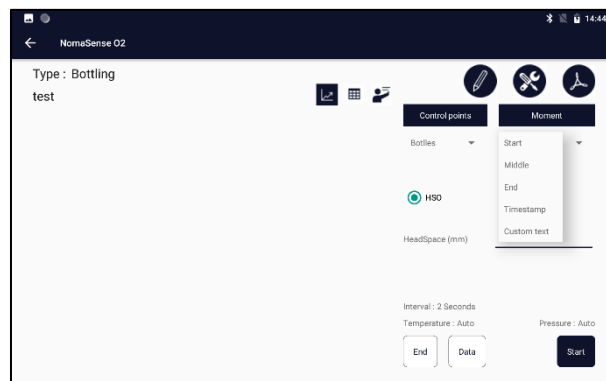 14:44
NomaSense O2
Type : Bottling
test
Control points
Moment
Botlles
Start
Middle
End
Timestamp
Custom text
HSO
HeadSpace (mm)
Interval : 2 Seconds
Temperature : Auto
Pressure : Auto
End
Data
Start